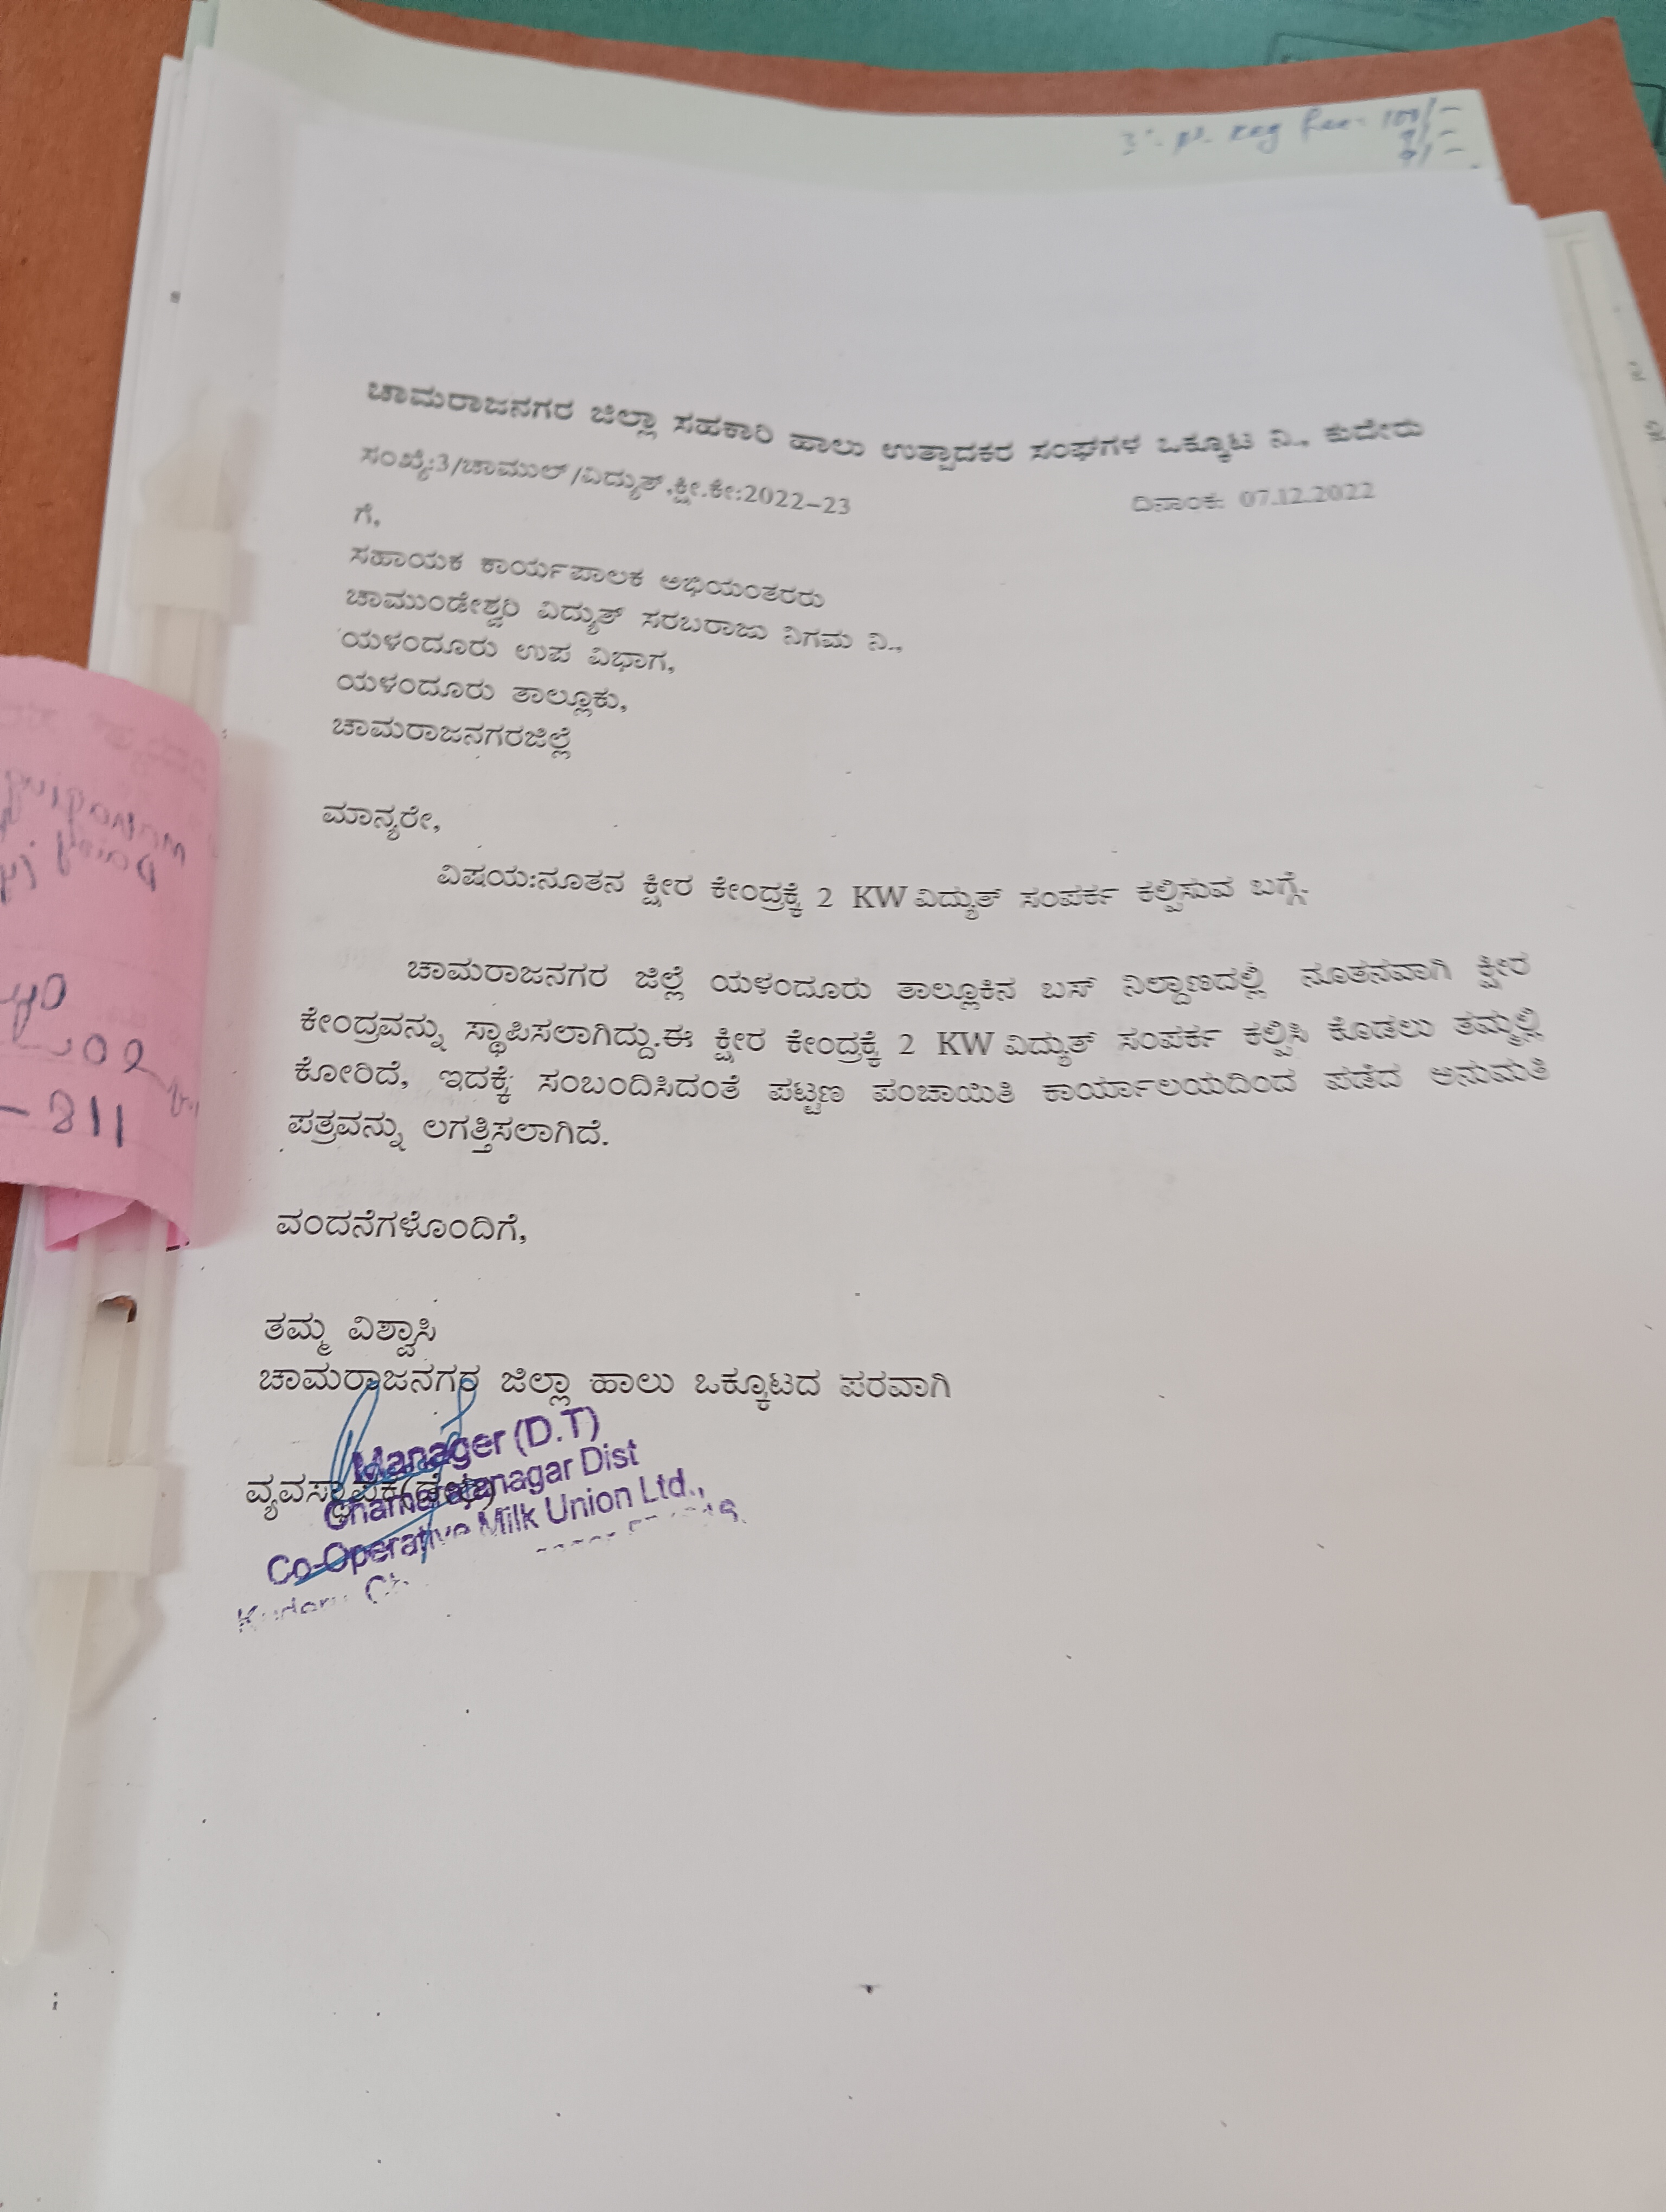 Reg fee- 100/-
ಚಾಮರಾಜನಗರ ಜಿಲ್ಲಾ ಸಹಕಾರಿ ಹಾಲು ಉತ್ಪಾದಕರ ಸಂಘಗಳ ಒಕ್ಕೂಟ ನಿ., ಕುದೇರು
ಸಂಖ್ಯೆ:3/ಚಾಮುಲ್/ವಿದ್ಯುತ್.ಕ್ಷೀ.ಕೇ:2022-23 ದಿನಾಂಕ: 07.12.2022
ಗೆ,
ಸಹಾಯಕ ಕಾರ್ಯಪಾಲಕ ಅಭಿಯಂತರರು
ಚಾಮುಂಡೇಶ್ವರಿ ವಿದ್ಯುತ್ ಸರಬರಾಜು ನಿಗಮ ನಿ.,
ಯಳಂದೂರು ಉಪ ವಿಭಾಗ,
ಯಳಂದೂರು ತಾಲ್ಲೂಕು,
ಚಾಮರಾಜನಗರಜಿಲ್ಲೆ
ಮಾನ್ಯರೇ,
ವಿಷಯ:ನೂತನ ಕ್ಷೀರ ಕೇಂದ್ರಕ್ಕೆ 2 KW ವಿದ್ಯುತ್ ಸಂಪರ್ಕ ಕಲ್ಪಿಸುವ ಬಗ್ಗೆ.
ಚಾಮರಾಜನಗರ ಜಿಲ್ಲೆ ಯಳಂದೂರು ತಾಲ್ಲೂಕಿನ ಬಸ್ ನಿಲ್ದಾಣದಲ್ಲಿ ನೂತನವಾಗಿ ಕ್ಷೀರ
ಕೇಂದ್ರವನ್ನು ಸ್ಥಾಪಿಸಲಾಗಿದ್ದು.ಈ ಕ್ಷೀರ ಕೇಂದ್ರಕ್ಕೆ 2 KW ವಿದ್ಯುತ್ ಸಂಪರ್ಕ ಕಲ್ಪಿಸಿ ಕೊಡಲು ತಮ್ಮಲ್ಲಿ
ಕೋರಿದೆ, ಇದಕ್ಕೆ ಸಂಬಂದಿಸಿದಂತೆ ಪಟ್ಟಣ ಪಂಚಾಯಿತಿ ಕಾರ್ಯಾಲಯದಿಂದ ಪಡೆದ ಅನುಮತಿ
ಪತ್ರವನ್ನು ಲಗತ್ತಿಸಲಾಗಿದೆ.
ವಂದನೆಗಳೊಂದಿಗೆ,
ತಮ್ಮ ವಿಶ್ವಾಸಿ
ಚಾಮರಾಜನಗರ ಜಿಲ್ಲಾ ಹಾಲು ಒಕ್ಕೂಟದ ಪರವಾಗಿ
Manager (D.T)
Chamarajanagar Dist
Co-Operative Milk Union Ltd.,